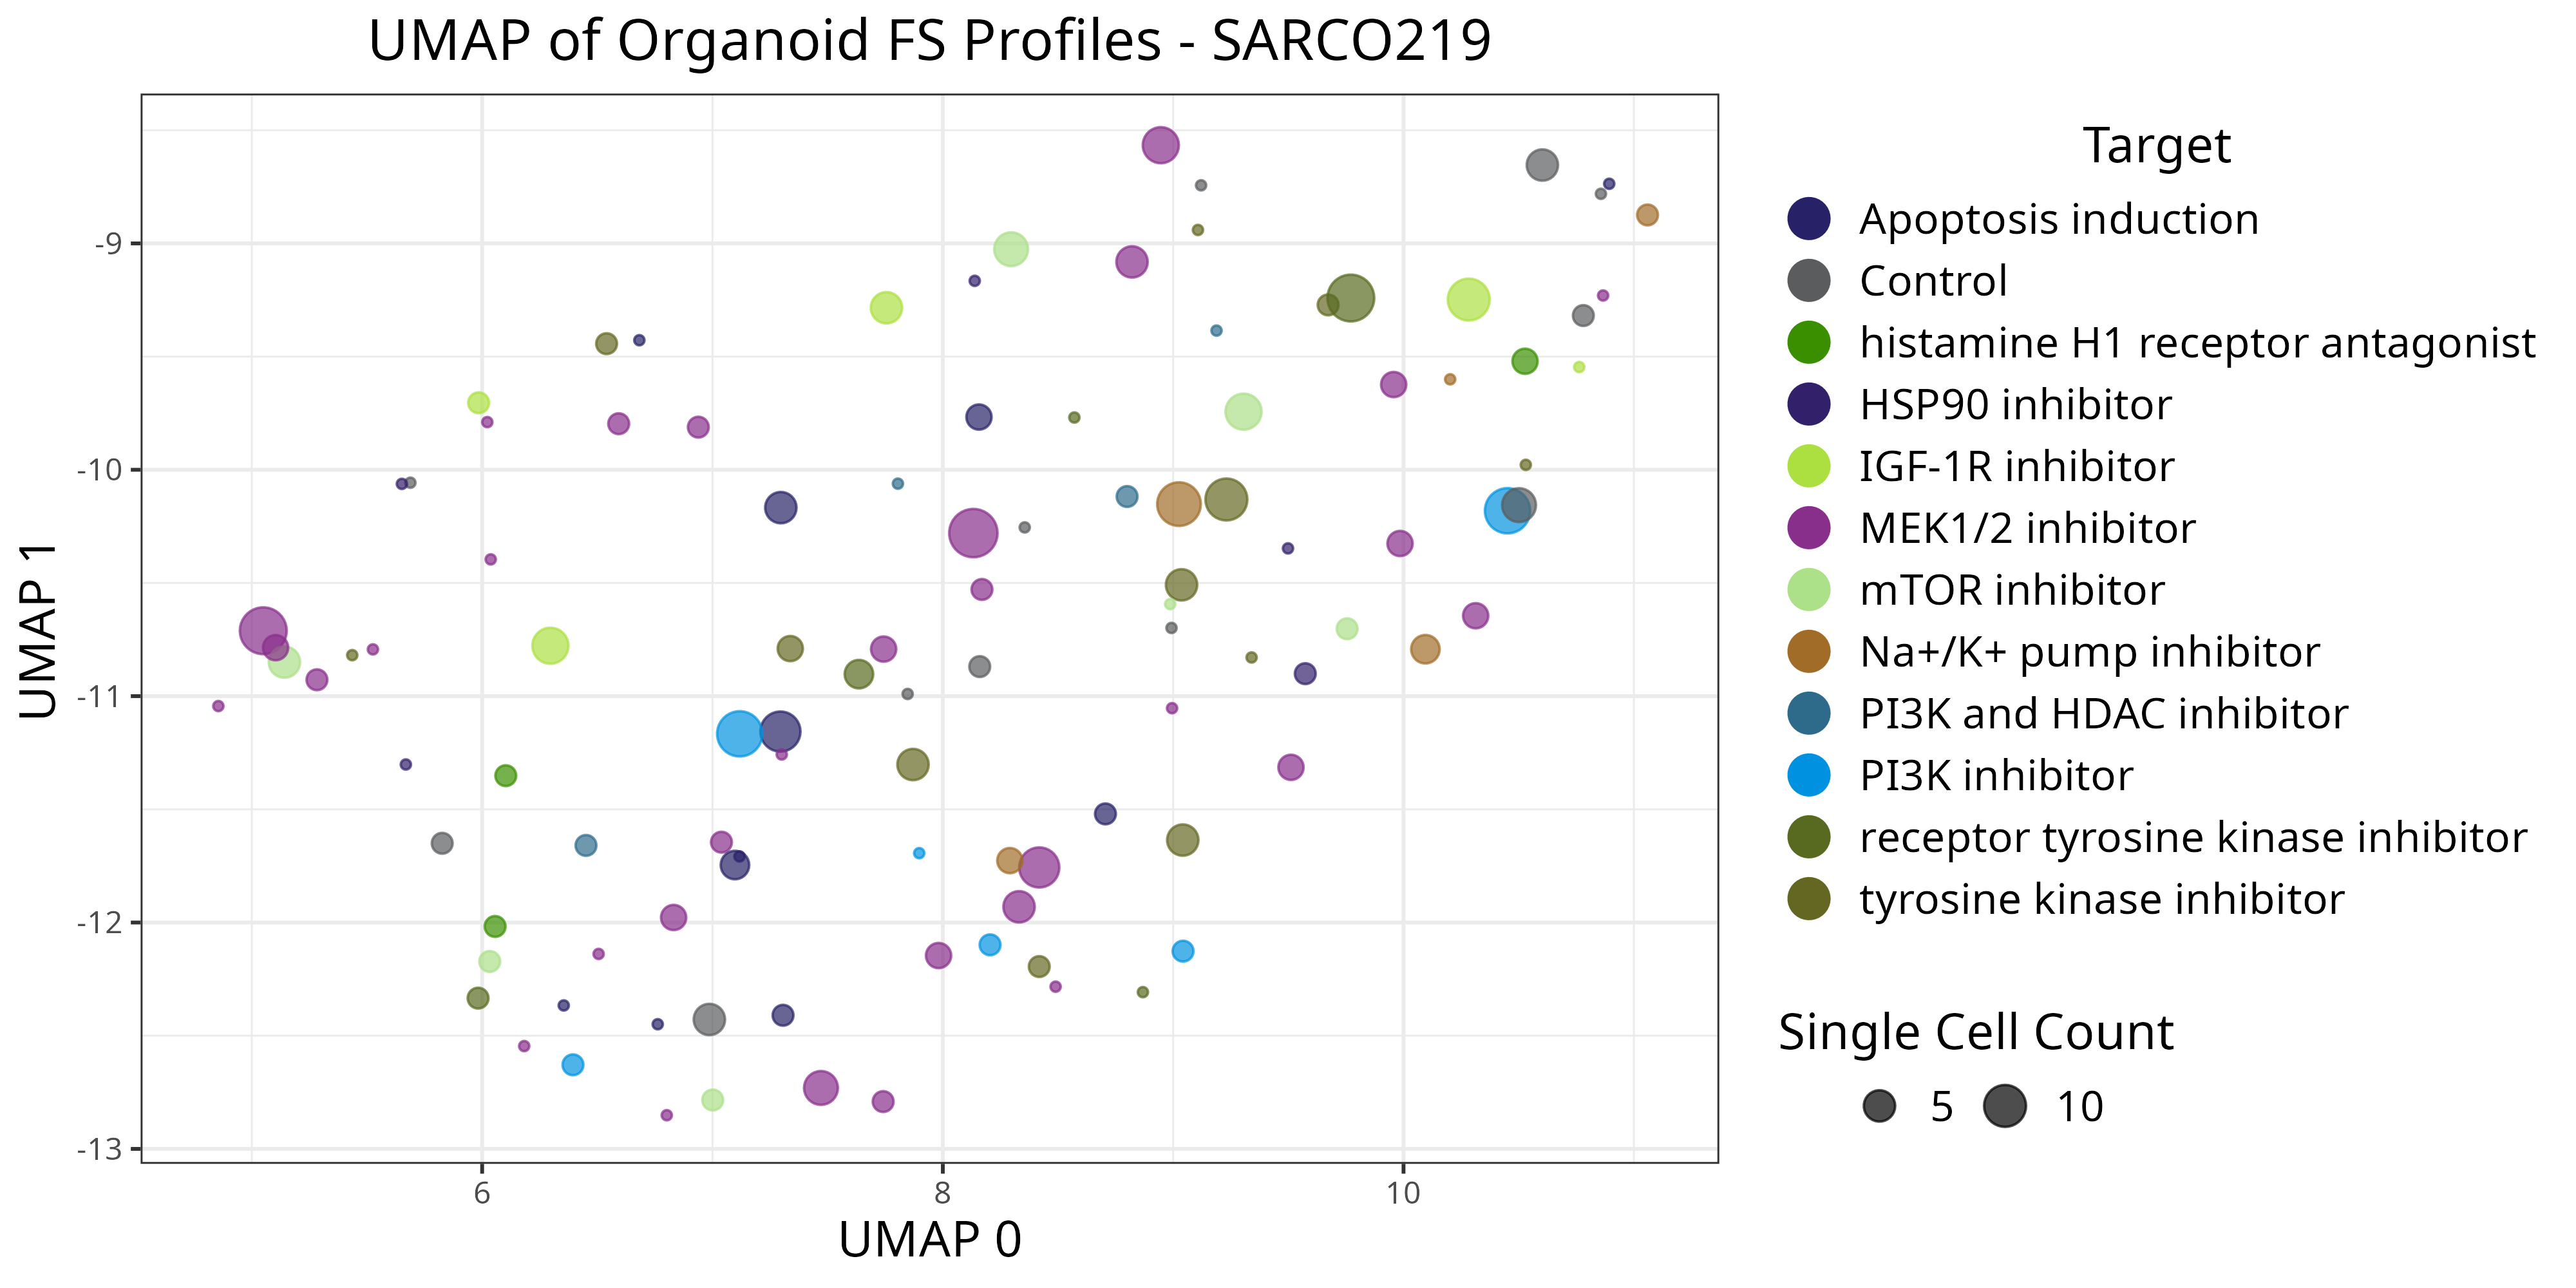 UMAP of Organoid FS Profiles - SARCO219
UMAP 1
-9
-10
-11
-12
-13
6
8
10
UMAP 0
Target
Apoptosis induction
Control
histamine H1 receptor antagonist
HSP90 inhibitor
IGF-1R inhibitor
MEK1/2 inhibitor
mTOR inhibitor
Na+/K+ pump inhibitor
PI3K and HDAC inhibitor
PI3K inhibitor
receptor tyrosine kinase inhibitor
tyrosine kinase inhibitor
Single Cell Count
5 10